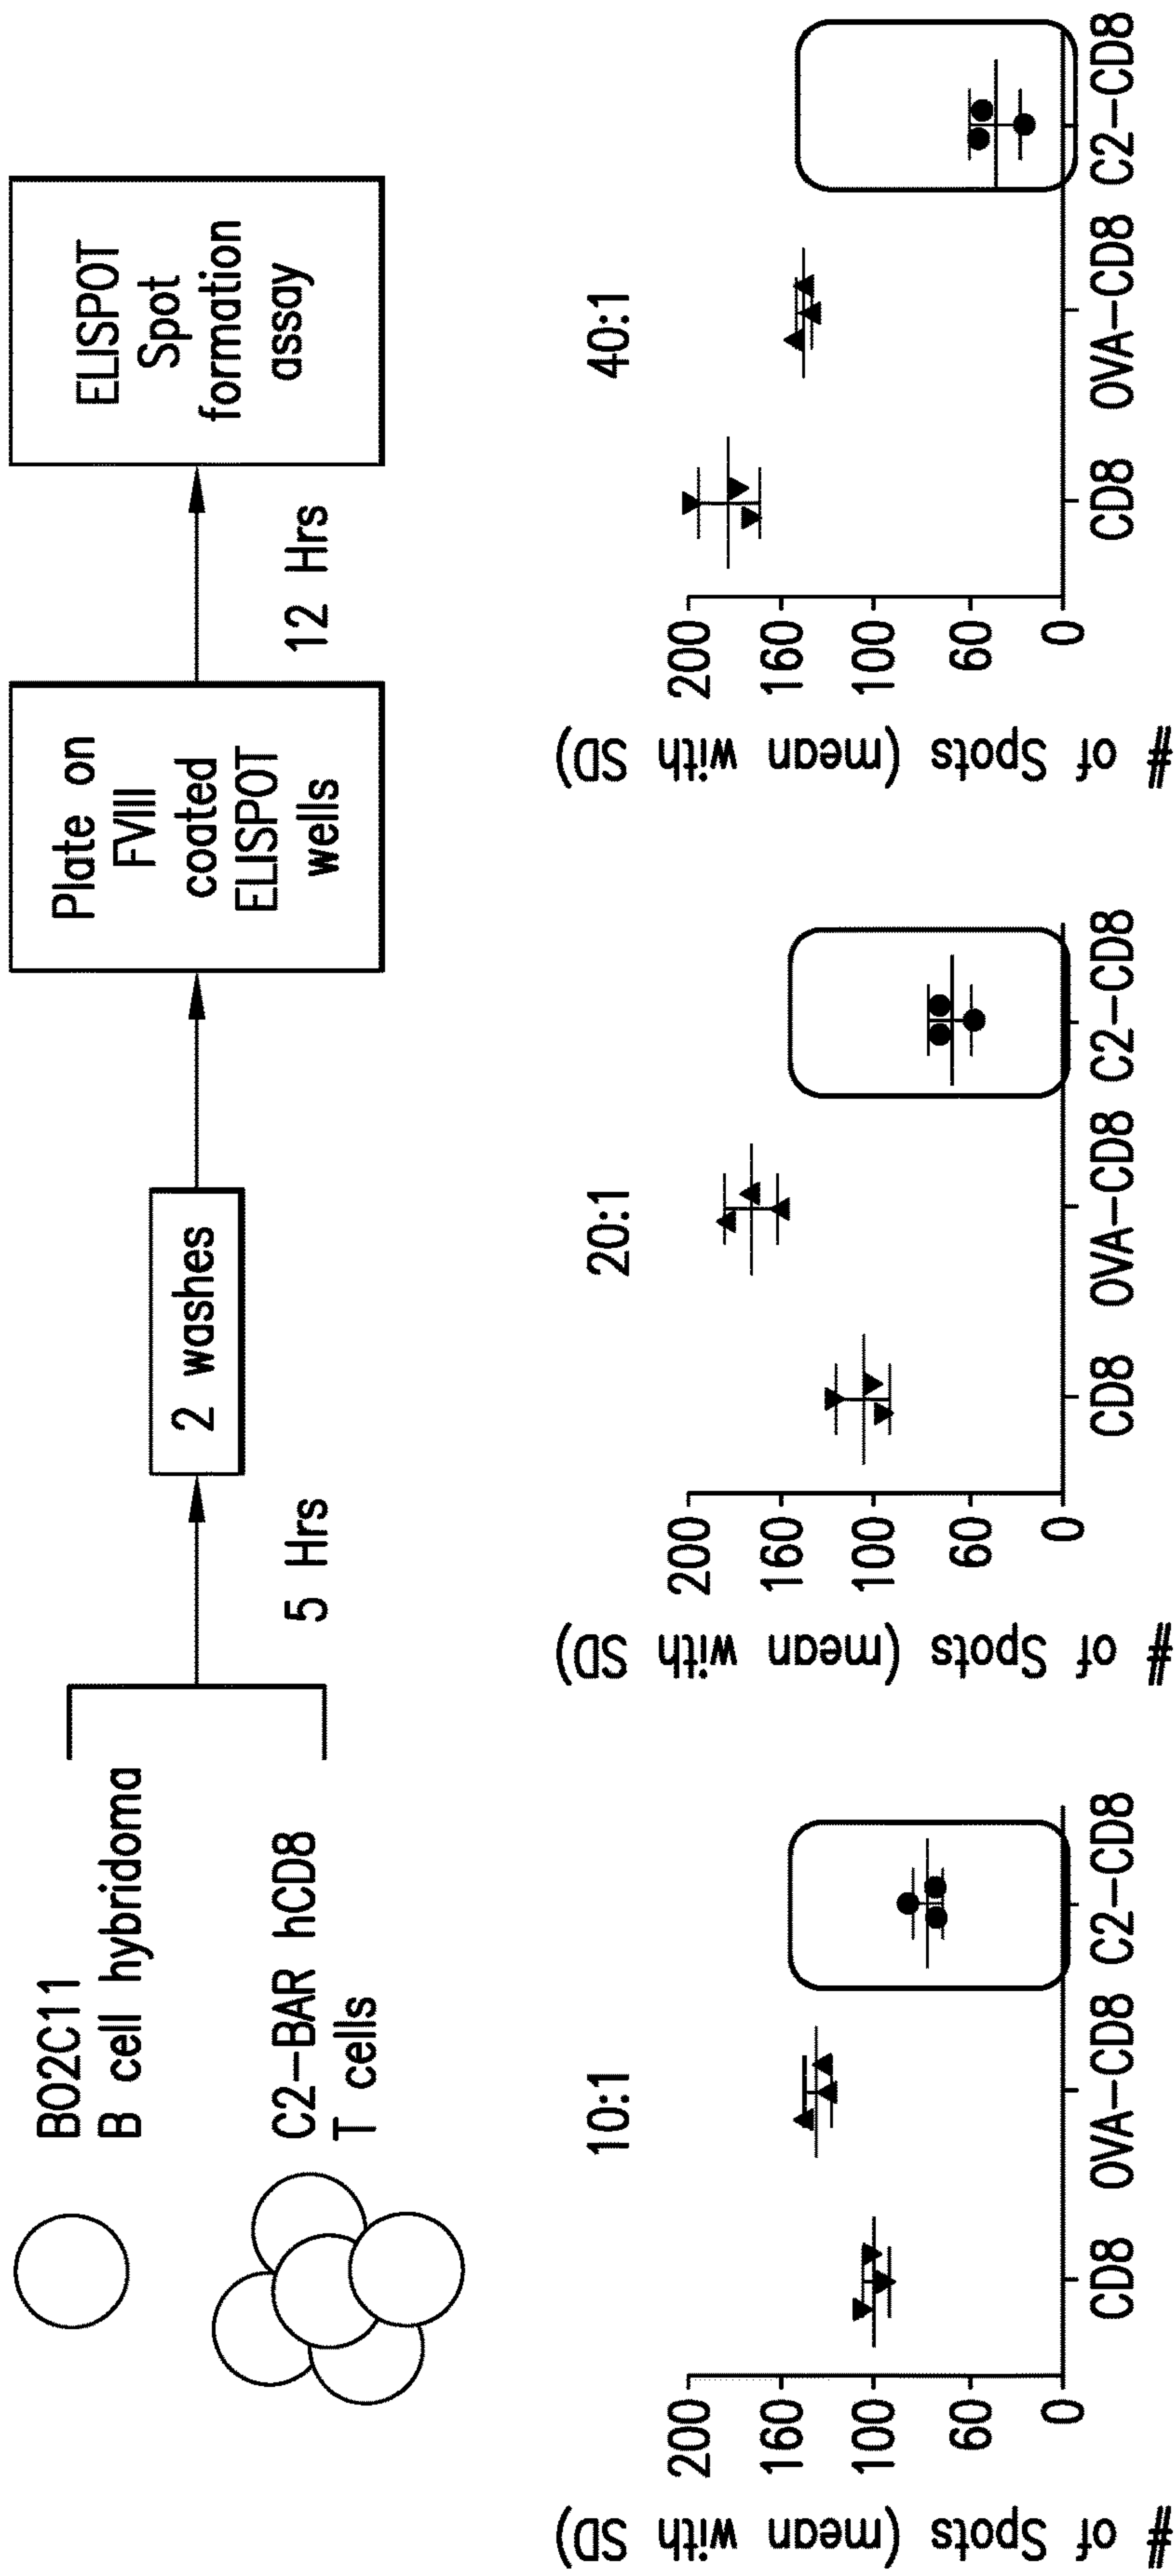 BO2C11
B cell hybridoma
C2-BAR hCD8
T cells
5 Hrs
2 washes
Plate on
FVIII
coated
ELISPOT
wells
12 Hrs
ELISPOT
Spot
formation
assay
10:1
# of Spots (mean with SD)
200
160
100
60
0
CD8
OVA-CD8
C2-CD8
20:1
# of Spots (mean with SD)
200
160
100
60
0
CD8
OVA-CD8
C2-CD8
40:1
# of Spots (mean with SD)
200
160
100
60
0
CD8
OVA-CD8
C2-CD8